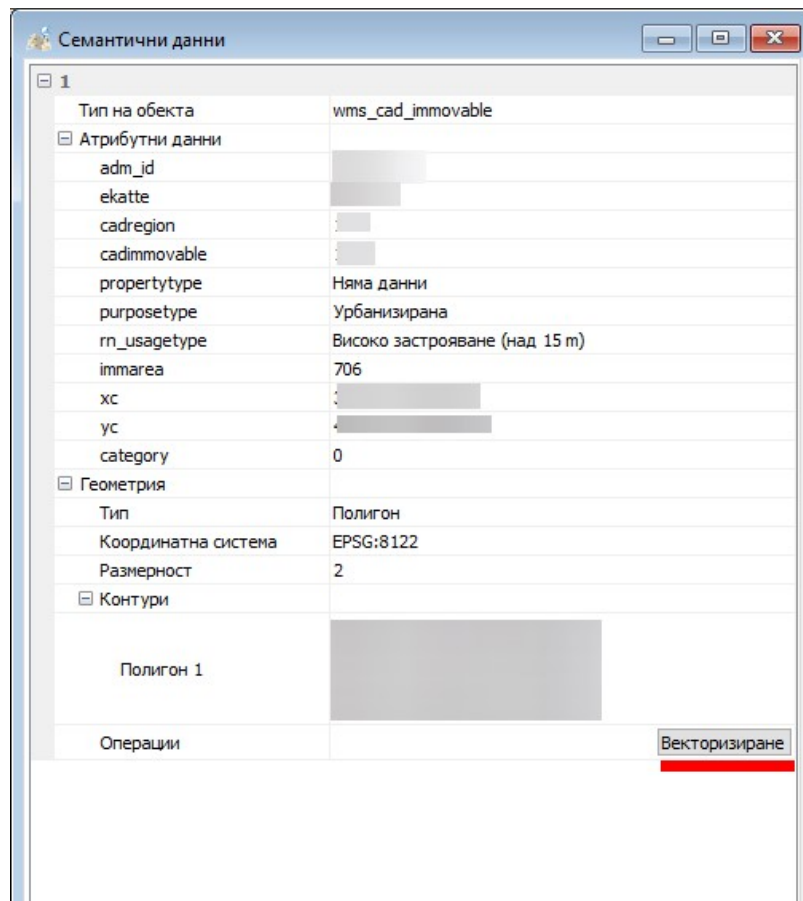 Семантични данни
1
Тип на обекта wms_cad_immovable
Атрибутни данни
adm_id
ekatte
cadregion
cadimmovable
propertytype Няма данни
purposetype Урбанизирана
rn_usagetype Високо застрояване (над 15 m)
immarea 706
xc
yc
category 0
Геометрия
Тип Полигон
Координатна система EPSG:8122
Размерност 2
Контури
Полигон 1
Операции Векторизиране